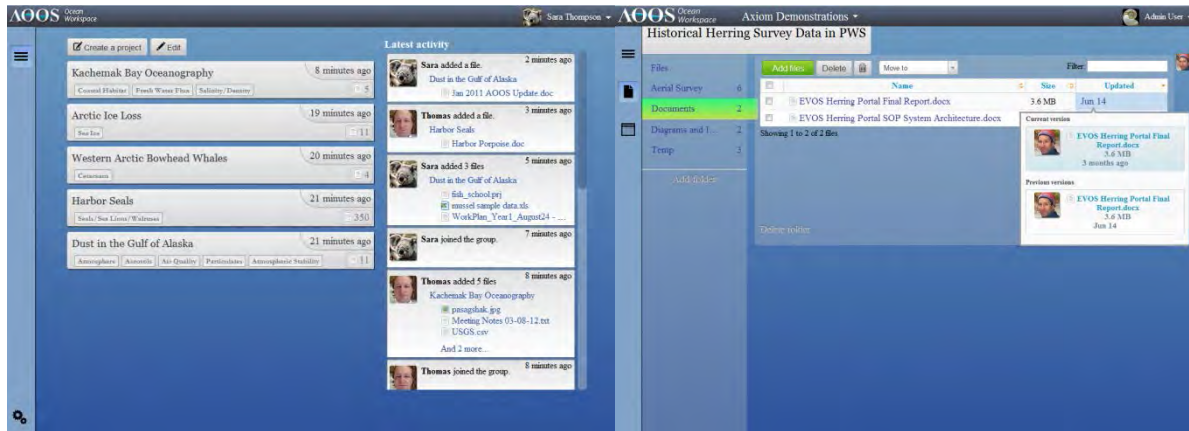 AOOS Ocean Workspace
Sara Thompson
Create a project
Edit
Kachemak Bay Oceanography
8 minutes ago
Coastal Habitat
Fresh Water Flux
Salinity/Density
5
Arctic Ice Loss
19 minutes ago
Sea Ice
11
Western Arctic Bowhead Whales
20 minutes ago
Cetaceans
4
Harbor Seals
21 minutes ago
Seals/Sea Lions/Walruses
350
Dust in the Gulf of Alaska
21 minutes ago
Atmosphere
Aerosols
Air Quality
Particulates
Atmospheric Stability
11
Latest activity
Sara added a file.
2 minutes ago
Dust in the Gulf of Alaska
Jan 2011 AOOS Update.doc
Thomas added a file.
3 minutes ago
Harbor Seals
Harbor Porpoise.doc
Sara added 3 files
5 minutes ago
Dust in the Gulf of Alaska
fish_school.prj
mussel sample data.xls
WorkPlan_Year1_August24 - ...
Sara joined the group.
7 minutes ago
Thomas added 5 files
8 minutes ago
Kachemak Bay Oceanography
pasagshak.jpg
Meeting Notes 03-08-12.txt
USGS.csv
And 2 more...
Thomas joined the group.
8 minutes ago
AOOS Ocean Workspace
Axiom Demonstrations
Admin User
Historical Herring Survey Data in PWS
Files
Aerial Survey 6
Documents 2
Diagrams and I... 2
Temp 3
Add folder
Delete folder
Add files
Delete
Move to
Filter:
Name
Size
Updated
EVOS Herring Portal Final Report.docx
3.6 MB
Jun 14
EVOS Herring Portal SOP System Architecture.docx
Showing 1 to 2 of 2 files
Current version
EVOS Herring Portal Final
Report.docx
3.6 MB
3 months ago
Previous versions
EVOS Herring Portal Final
Report.docx
3.6 MB
Jun 14